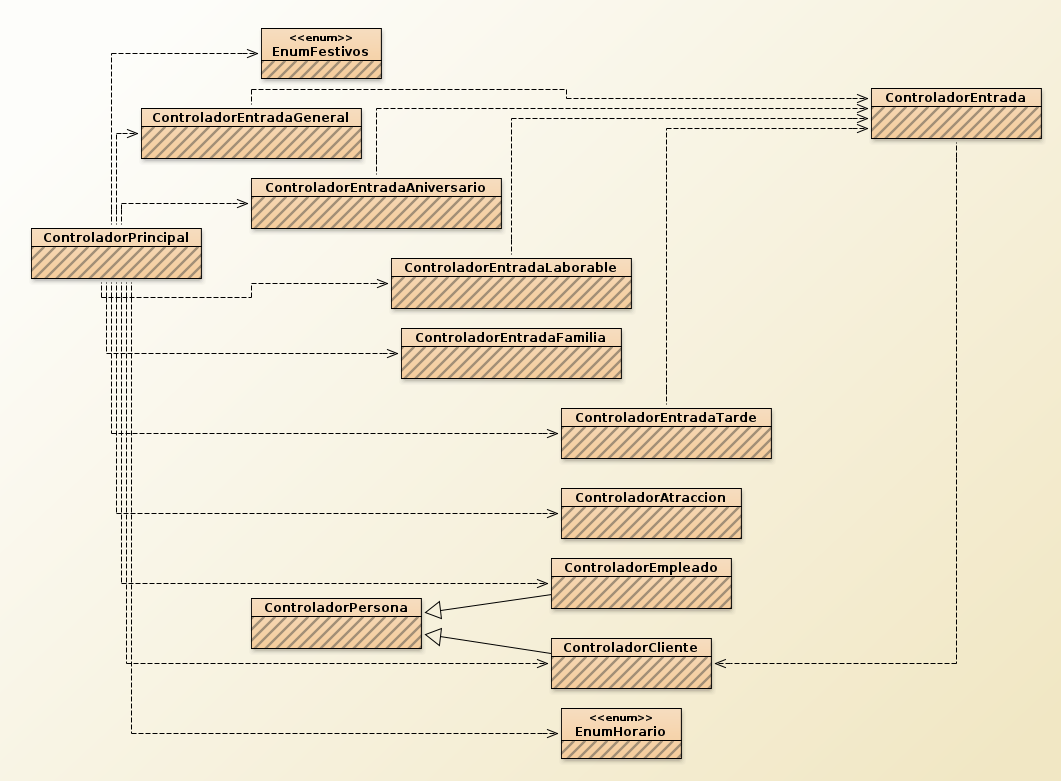 <<enum>>
EnumFestivos
ControladorEntrada
ControladorEntradaGeneral
ControladorEntradaAniversario
ControladorPrincipal
ControladorEntradaLaborable
ControladorEntradaFamilia
ControladorEntradaTarde
ControladorAtraccion
ControladorEmpleado
ControladorPersona
ControladorCliente
<<enum>>
EnumHorario